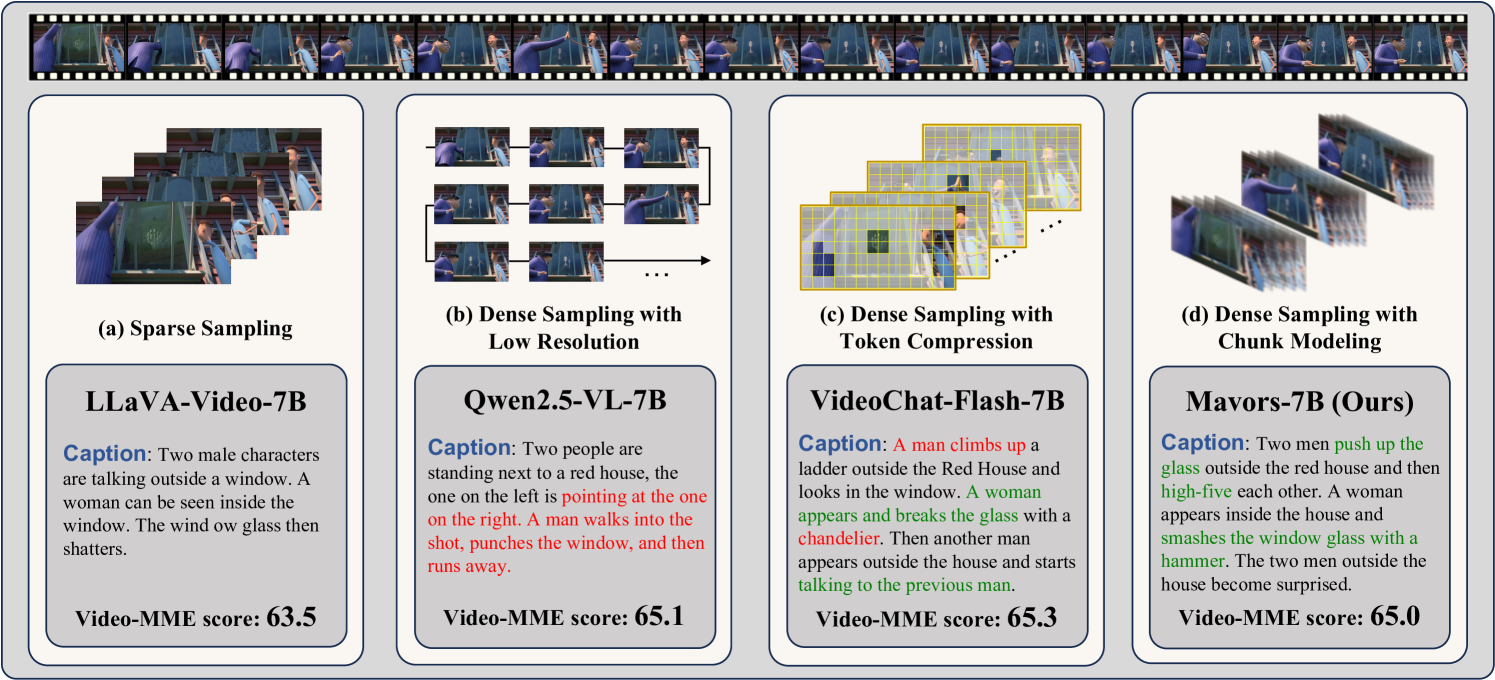 (a) Sparse Sampling
LLaVA-Video-7B
Caption: Two male characters
are talking outside a window. A
woman can be seen inside the
window. The wind ow glass then
shatters.
Video-MME score: 63.5
(b) Dense Sampling with
Low Resolution
Qwen2.5-VL-7B
Caption: Two people are
standing next to a red house, the
one on the left is pointing at the one
on the right. A man walks into the
shot, punches the window, and then
runs away.
Video-MME score: 65.1
(c) Dense Sampling with
Token Compression
VideoChat-Flash-7B
Caption: A man climbs up a
ladder outside the Red House and
looks in the window. A woman
appears and breaks the glass with a
chandelier. Then another man
appears outside the house and starts
talking to the previous man.
Video-MME score: 65.3
(d) Dense Sampling with
Chunk Modeling
Mavors-7B (Ours)
Caption: Two men push up the
glass outside the red house and then
high-five each other. A woman
appears inside the house and
smashes the window glass with a
hammer. The two men outside the
house become surprised.
Video-MME score: 65.0